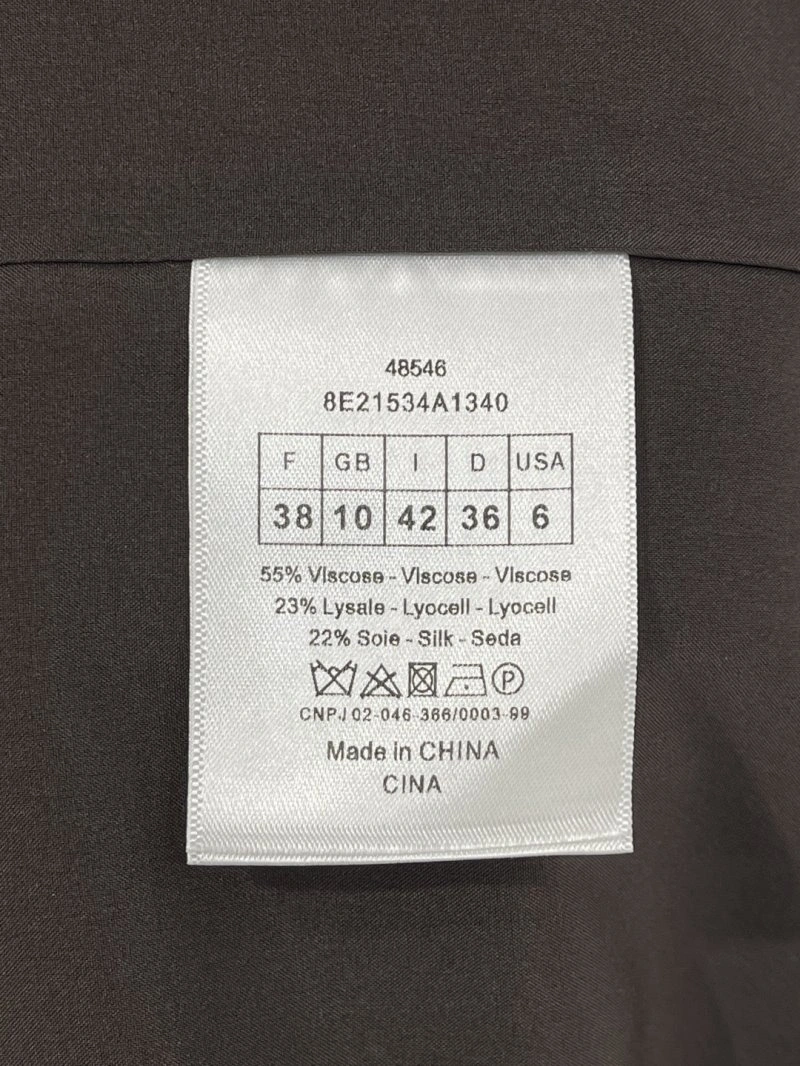 48546
8E21534A1340
F GB I D USA
38 10 42 36 6
55% Viscose - Viscose - Viscose
23% Lysale - Lyocell - Lyocell
22% Soie - Silk - Seda
P
CNPJ 02-046-366/0003-99
Made in CHINA
CINA